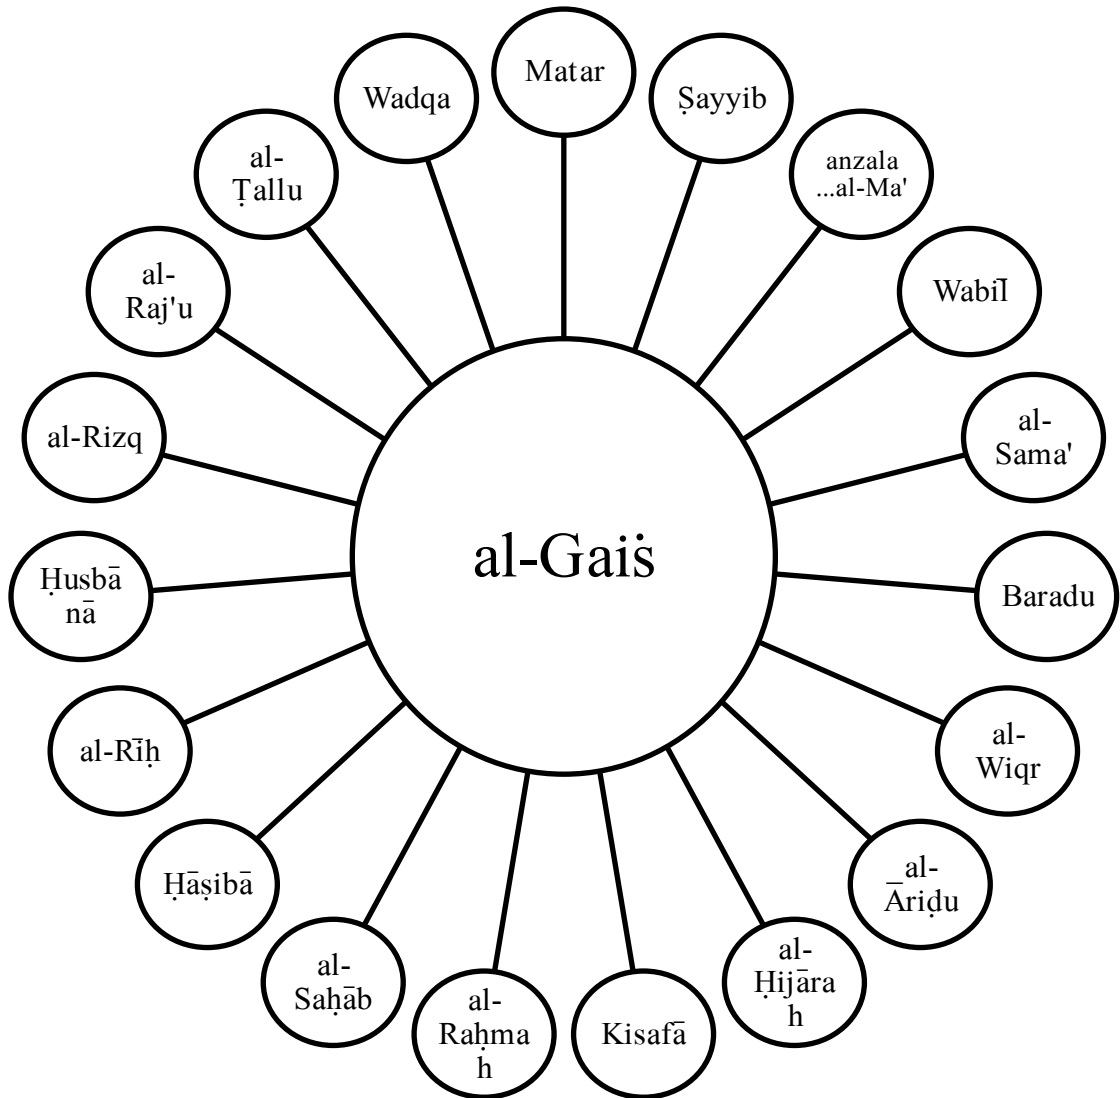 Matar
Ṣayyib
anzala
...al-Ma'
Wabil̄
al-
Sama'
Baradu
al-
Wiqr
al-
Āriḍu
al-
Ḥijāra
h
Kisafā
al-
Raḥma
h
al-
Saḥāb
Ḥāṣibā
al-Rīḥ
Ḥusbā
nā
al-Rizq
al-
Raj'u
al-
Ṭallu
Wadqa
al-Gaiṡ